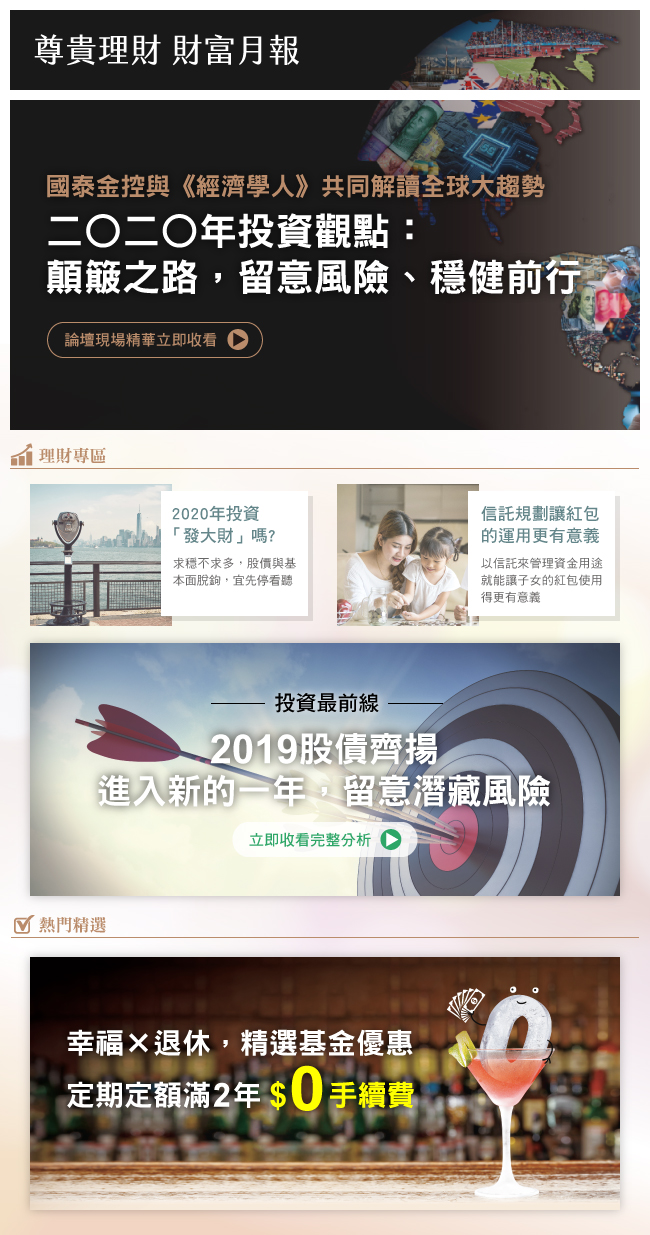 尊貴理財 財富月報
國泰金控與《經濟學人》共同解讀全球大趨勢
二〇二〇年投資觀點：
顛簸之路，留意風險、穩健前行
論壇現場精華立即收看
理財專區
2020年投資
「發大財」嗎?
求穩不求多，股價與基
本面脫鉤，宜先停看聽
信託規劃讓紅包
的運用更有意義
以信託來管理資金用途
就能讓子女的紅包使用
得更有意義
投資最前線
2019股債齊揚
進入新的一年，留意潛藏風險
立即收看完整分析
熱門精選
幸福×退休，精選基金優惠
定期定額滿2年 $0手續費